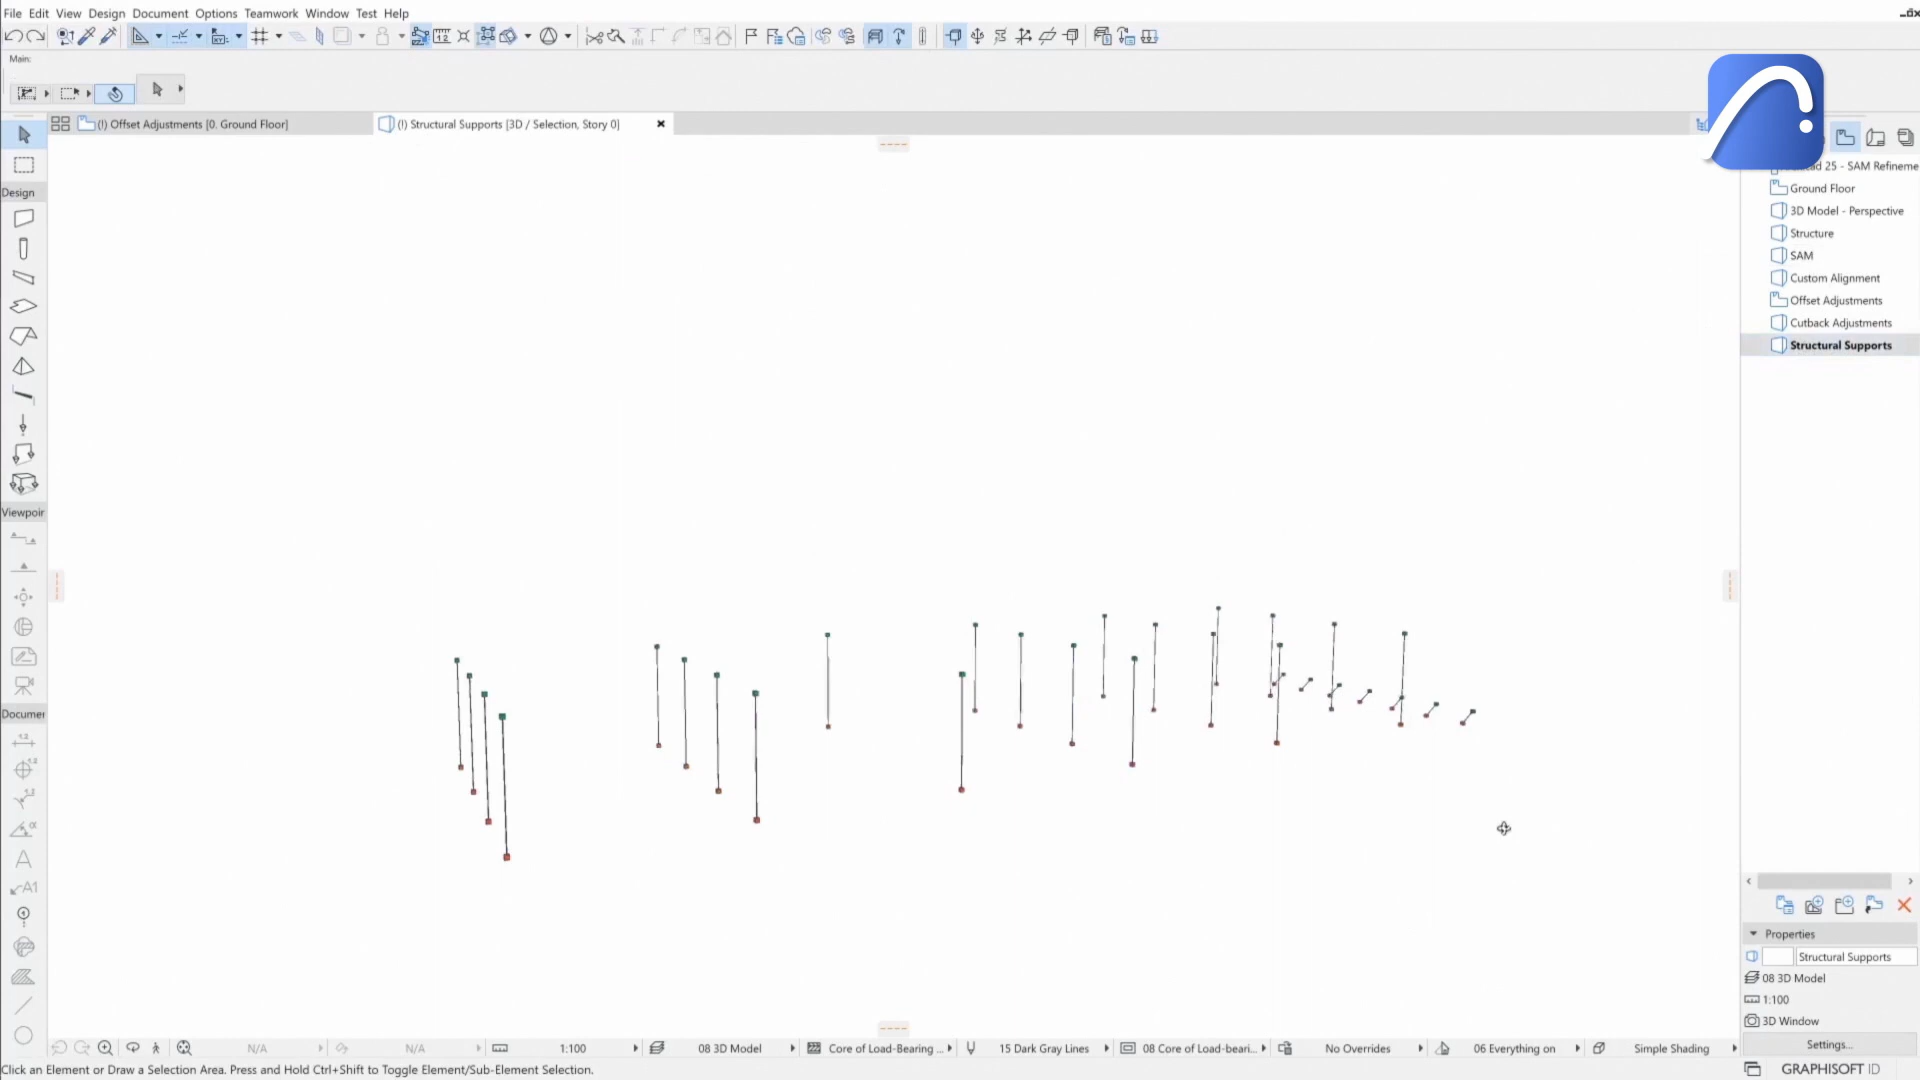 File Edit View Design Document Options Teamwork Window Test Help
Main:
(!) Offset Adjustments [0. Ground Floor]
(!) Structural Supports [3D / Selection, Story 0]
25 - SAM Refineme
Ground Floor
3D Model - Perspective
Structure
SAM
Custom Alignment
Offset Adjustments
Cutback Adjustments
Structural Supports
Design
Viewpoir
Documer
A
A1
Properties
Structural Supports
08 3D Model
1:100
3D Window
Settings...
N/A
N/A
1:100
08 3D Model
Core of Load-Bearing ...
15 Dark Gray Lines
08 Core of Load-beari...
No Overrides
06 Everything on
Simple Shading
Click an Element or Draw a Selection Area. Press and Hold Ctrl+Shift to Toggle Element/Sub-Element Selection.
GRAPHISOFT ID